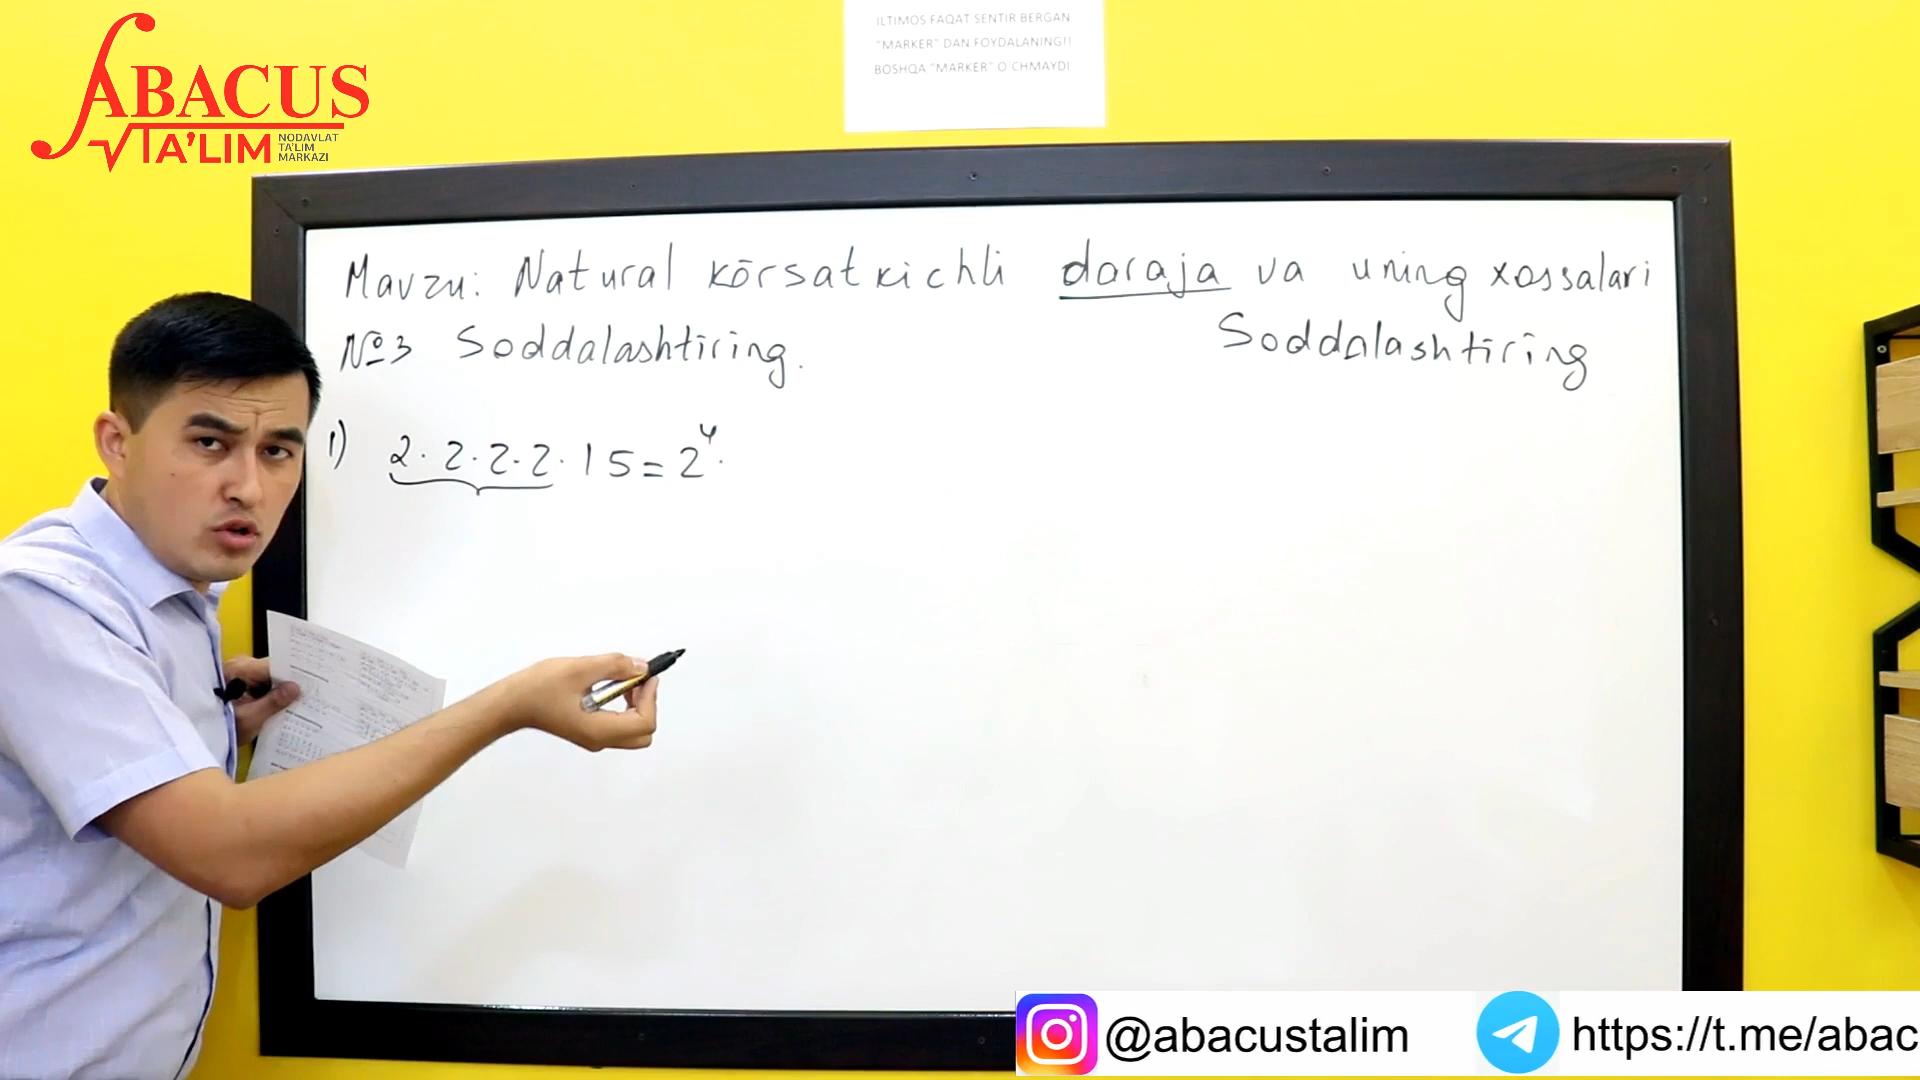 ILTIMOS FAQAT SENTIR BERGAN
"MARKER" DAN FOYDALANING!!
BOSHQA "MARKER" O'CHMAYDI
ABACUS
TA'LIM
NODAVLAT
TA'LIM
MARKAZI
Mavzu: Natural kōrsatkichli daraja va uning xossalari
№3 Soddalashtiring.
Soddalashtiring
1) 2·2·2·2·15=2⁴·
@abacustalim
https://t.me/abac